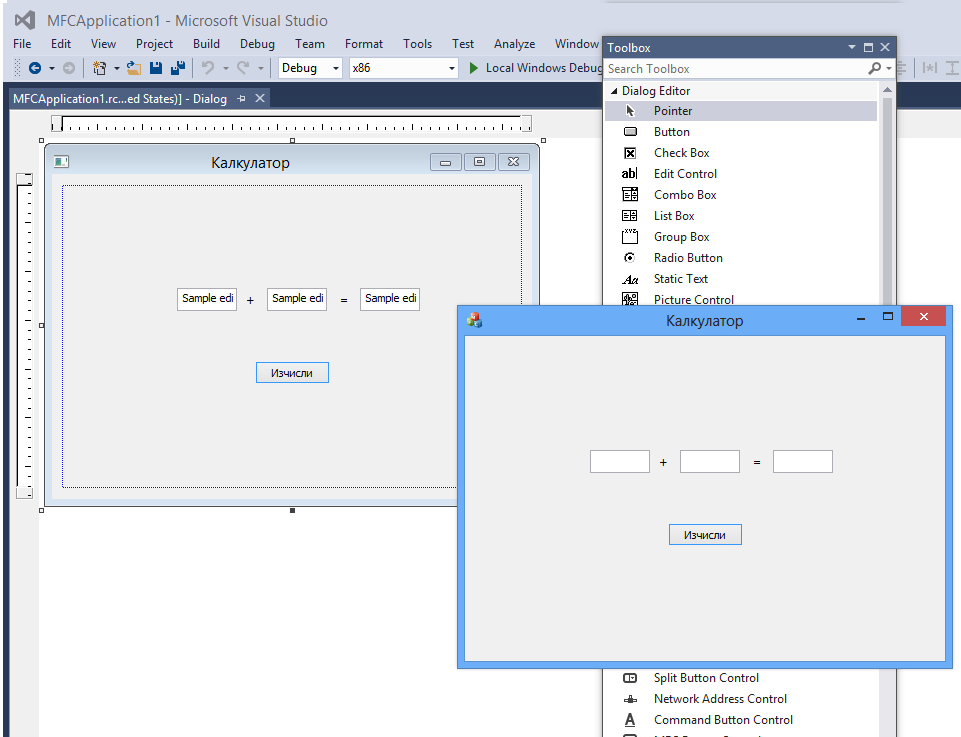 MFCApplication1 - Microsoft Visual Studio
File Edit View Project Build Debug Team Format Tools Test Analyze Window
Debug x86 Local Windows Debug
MFCApplication1.rc...ed States)] - Dialog
Калкулатор
Sample edi + Sample edi = Sample edi
Изчисли
Toolbox
Search Toolbox
Dialog Editor
Pointer
Button
Check Box
ab| Edit Control
Combo Box
List Box
xyz Group Box
Radio Button
Aa Static Text
Picture Control
Калкулатор
+ =
Изчисли
Split Button Control
Network Address Control
A Command Button Control